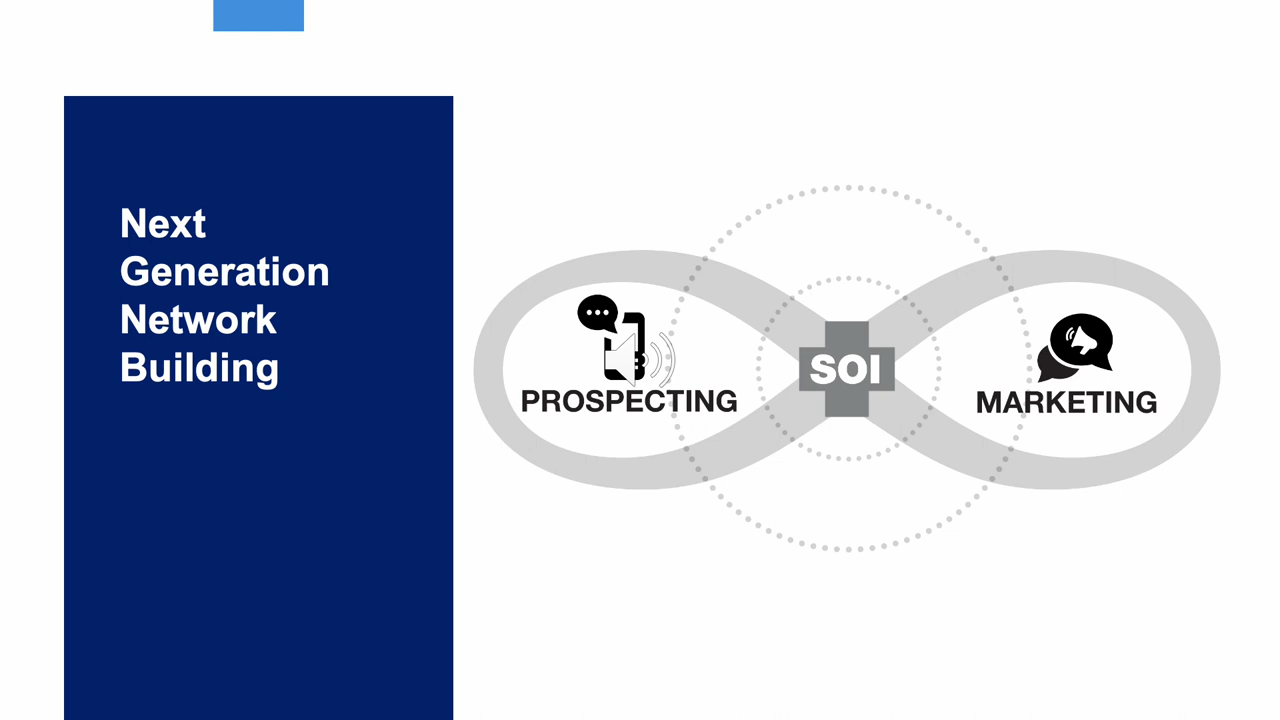 Next
Generation
Network
Building
PROSPECTING
SOI
MARKETING